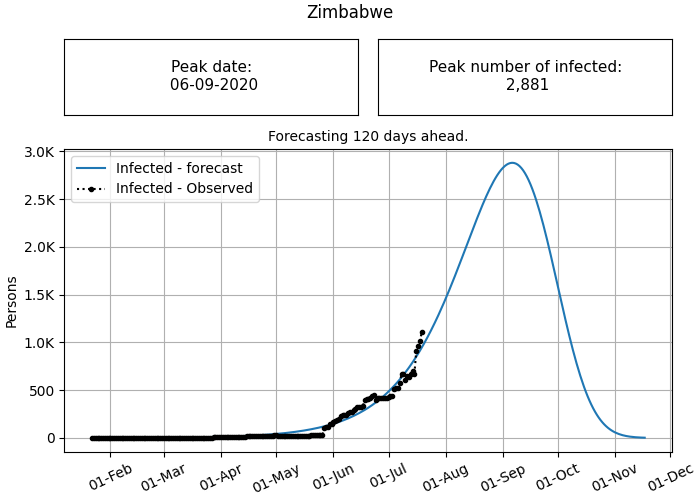 Zimbabwe
Peak date:
06-09-2020
Peak number of infected:
2,881
Forecasting 120 days ahead.
Infected - forecast
Infected - Observed
Persons
3.0K
2.5K
2.0K
1.5K
1.0K
500
0
01-Feb
01-Mar
01-Apr
01-May
01-Jun
01-Jul
01-Aug
01-Sep
01-Oct
01-Nov
01-Dec